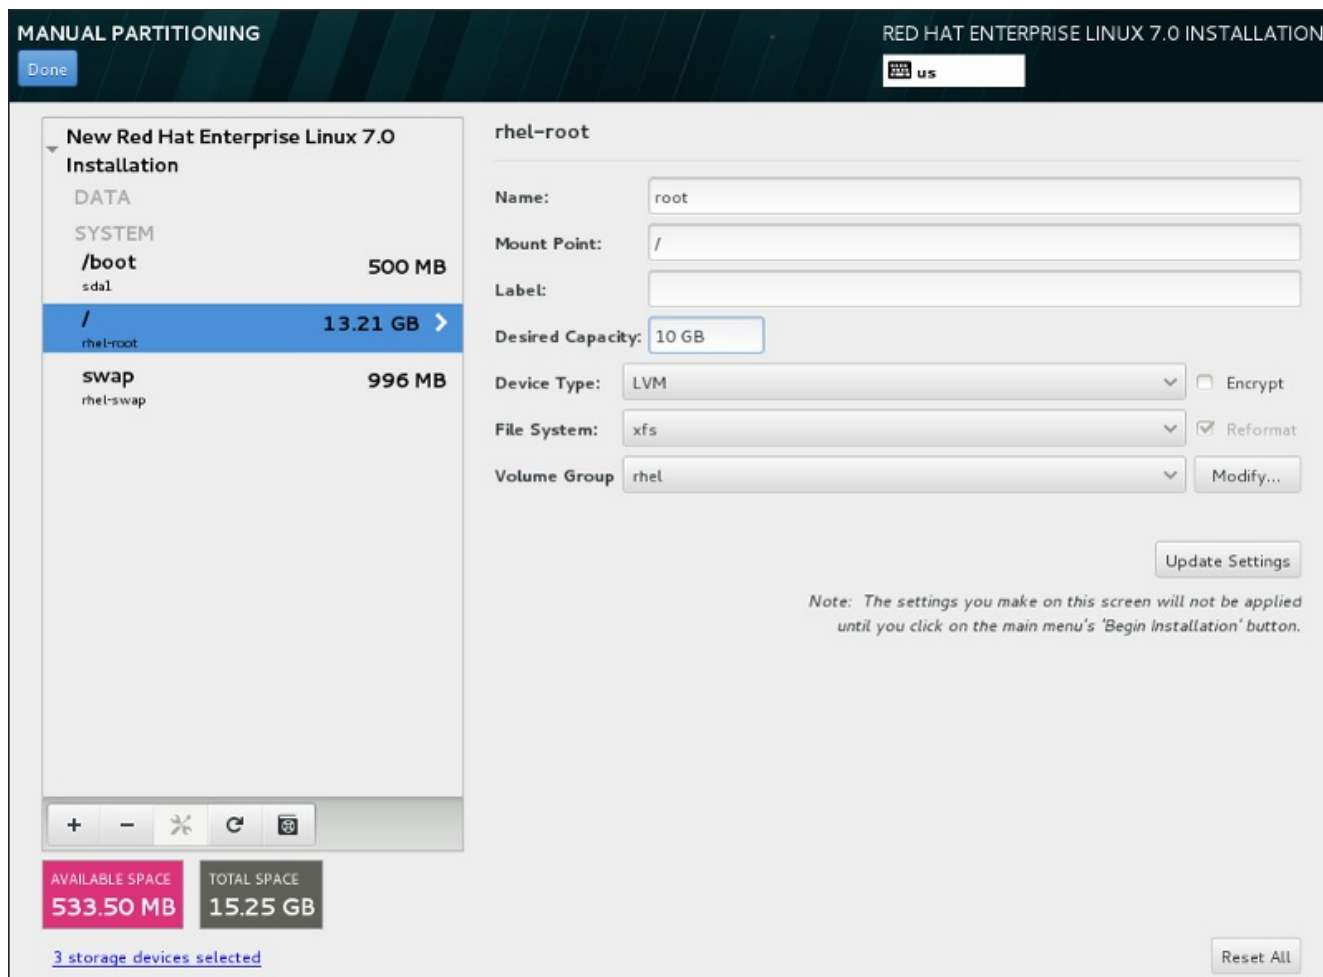 MANUAL PARTITIONING
RED HAT ENTERPRISE LINUX 7.0 INSTALLATION
Done
us
New Red Hat Enterprise Linux 7.0
Installation
DATA
SYSTEM
/boot 500 MB
sda1
/ 13.21 GB
rhel-root
swap 996 MB
rhel-swap
rhel-root
Name: root
Mount Point: /
Label:
Desired Capacity: 10 GB
Device Type: LVM Encrypt
File System: xfs Reformat
Volume Group rhel Modify...
Update Settings
Note: The settings you make on this screen will not be applied
until you click on the main menu's 'Begin Installation' button.
AVAILABLE SPACE
533.50 MB
TOTAL SPACE
15.25 GB
3 storage devices selected
Reset All